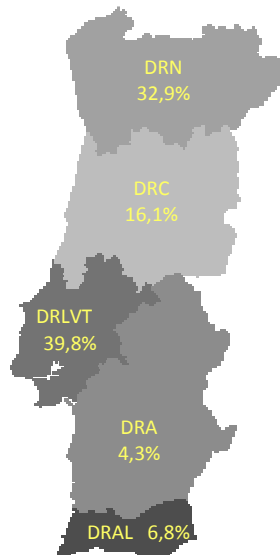 DRN
32,9%
DRC
16,1%
DRLVT
39,8%
DRA
4,3%
DRAL 6,8%